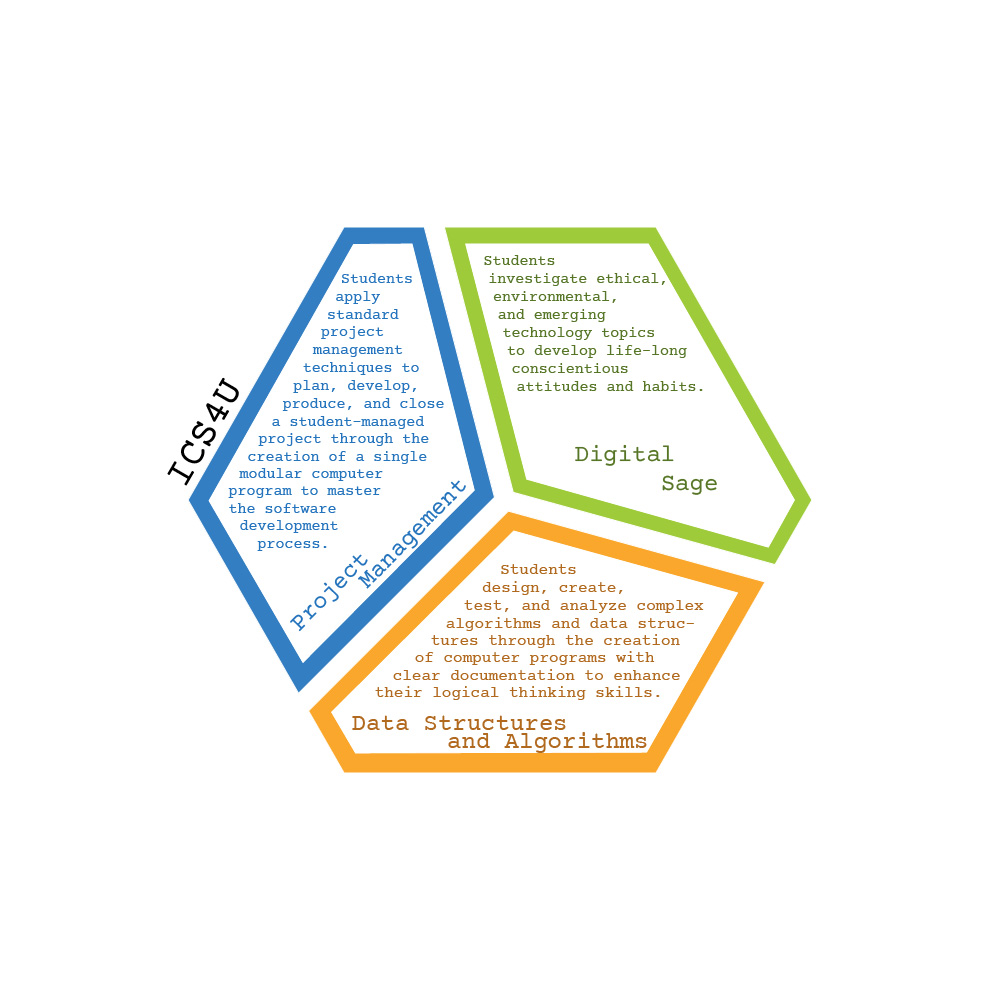 ICS4U
Students
apply
standard
project
management
techniques to
plan, develop,
produce, and close
a student-managed
project through the
creation of a single
modular computer
program to master
the software
development
process.
Project
Management
Students
investigate ethical,
environmental,
and emerging
technology topics
to develop life-long
conscientious
attitudes and habits.
Digital
Sage
Students
design, create,
test, and analyze complex
algorithms and data struc-
tures through the creation
of computer programs with
clear documentation to enhance
their logical thinking skills.
Data Structures
and Algorithms